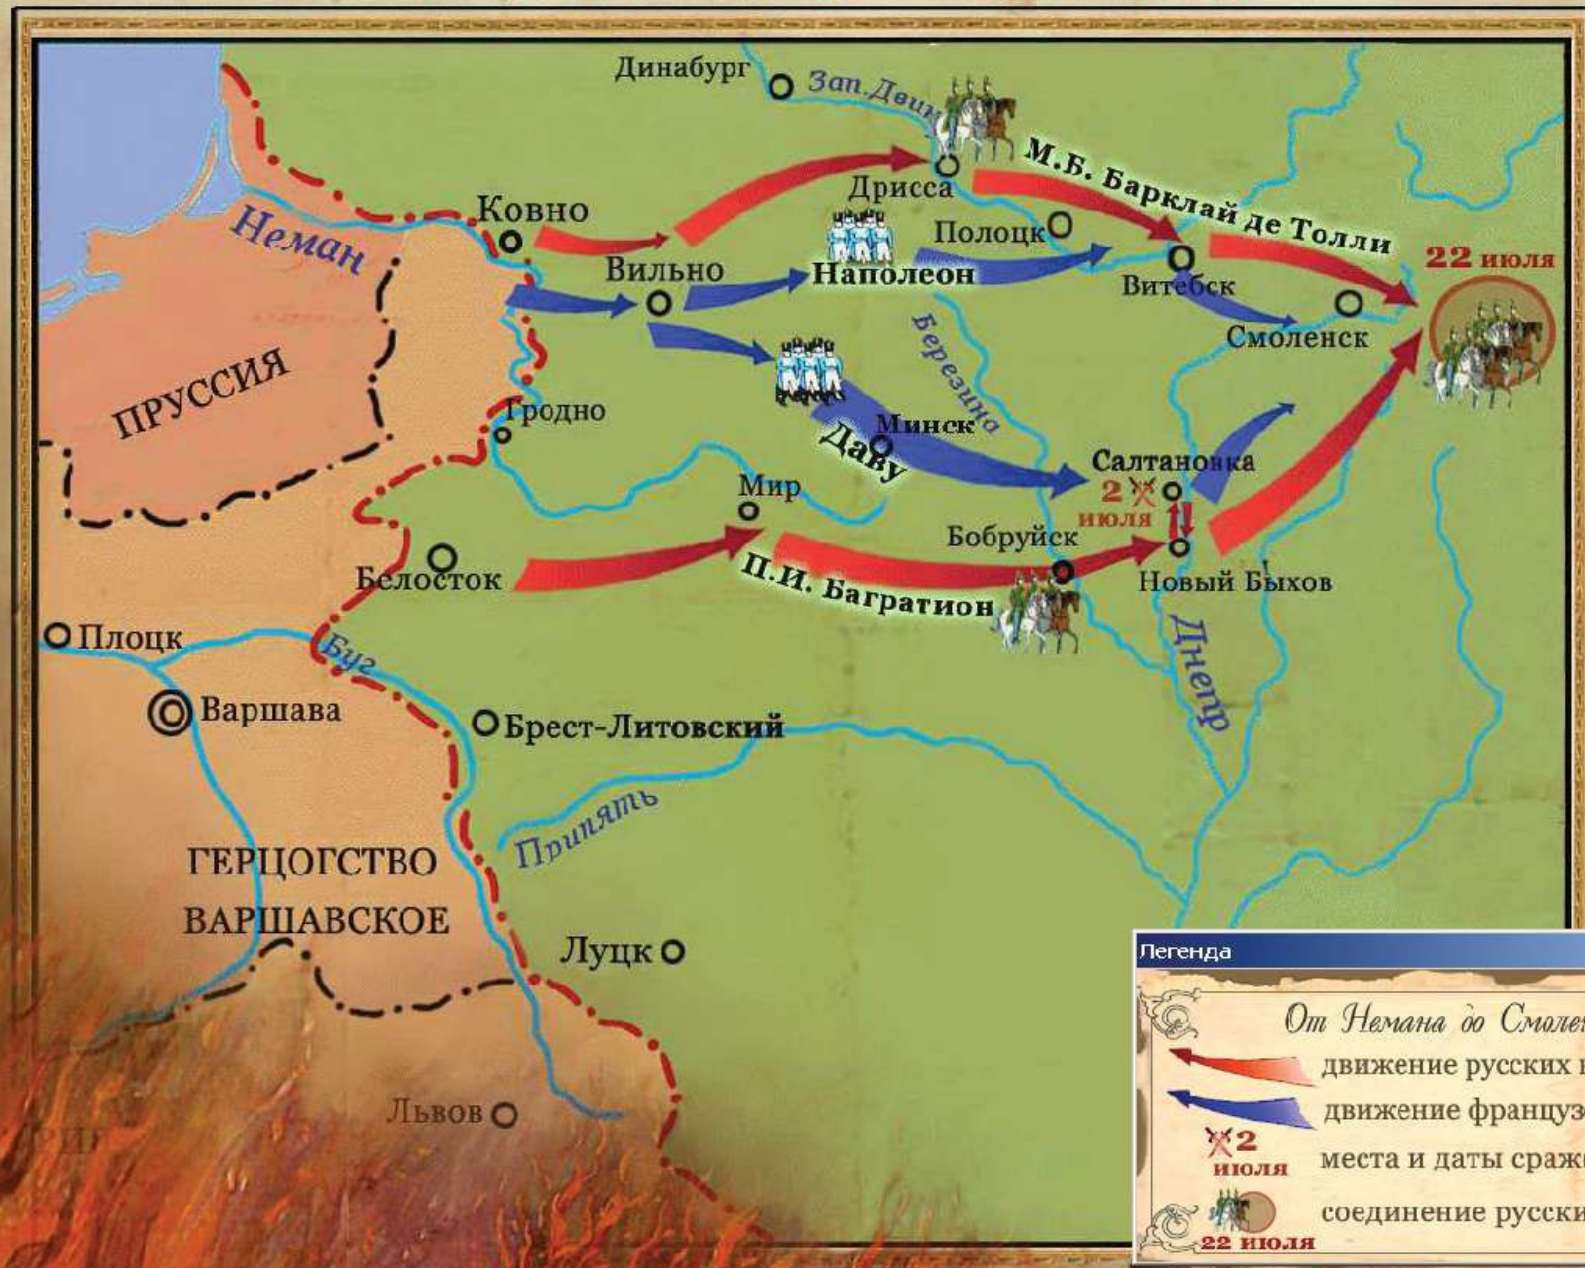 Динабург
Зап. Двин
М.Б. Барклай де Толли
Дрисса
Ковно
Неман
Полоцк
22 июля
Вильно
Наполеон
Витебск
Смоленск
Березина
ПРУССИЯ
Гродно
Минск
Даву
Салтановка
2
июля
Мир
Бобруйск
Белосток
П.И. Багратион
Новый Быхов
Плоцк
Буг
Днепр
Варшава
Брест-Литовский
Припять
ГЕРЦОГСТВО
ВАРШАВСКОЕ
Луцк
Львов
Легенда
От Немана до Смолен
движение русских
движение француз
2
июля
места и даты сраж
соединение русски
22 июля